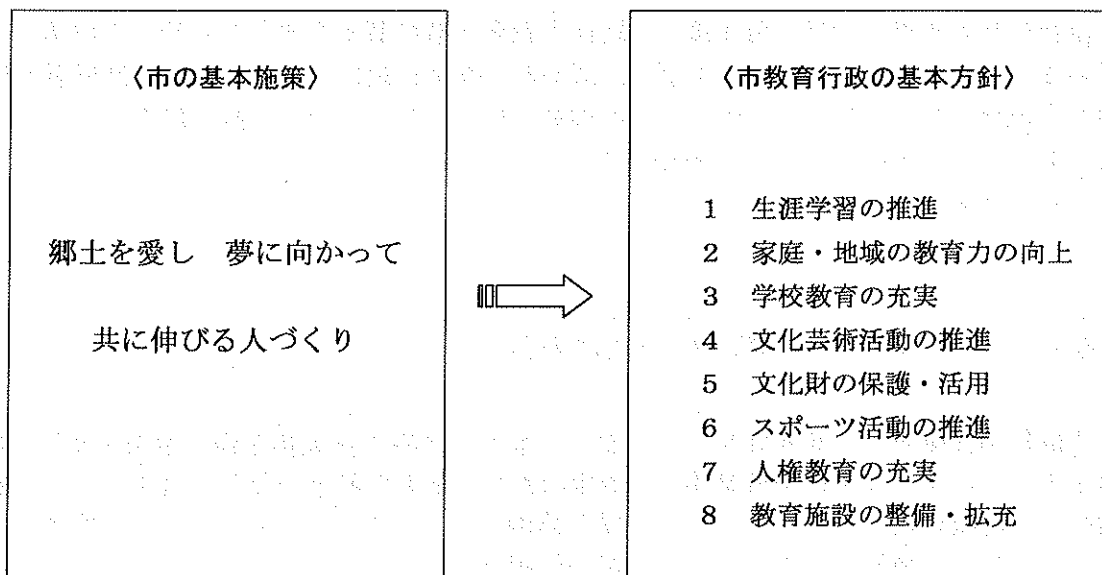 〈市の基本施策〉
郷土を愛し 夢に向かって
共に伸びる人づくり
〈市教育行政の基本方針〉
1 生涯学習の推進
2 家庭・地域の教育力の向上
3 学校教育の充実
4 文化芸術活動の推進
5 文化財の保護・活用
6 スポーツ活動の推進
7 人権教育の充実
8 教育施設の整備・拡充